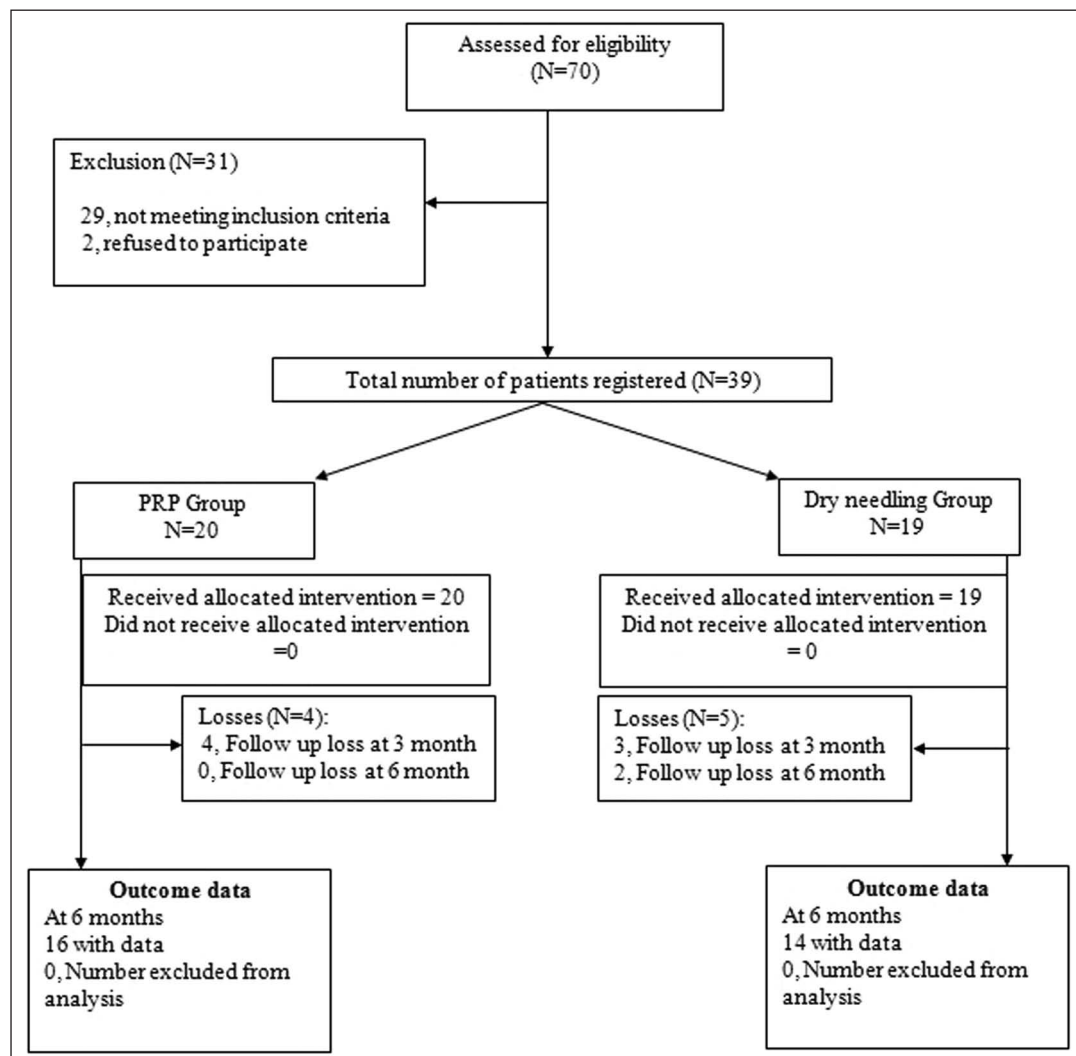 Assessed for eligibility
(N=70)
Exclusion (N=31)
29, not meeting inclusion criteria
2, refused to participate
Total number of patients registered (N=39)
PRP Group
N=20
Dry needling Group
N=19
Received allocated intervention = 20
Did not receive allocated intervention
=0
Received allocated intervention = 19
Did not receive allocated intervention
= 0
Losses (N=4):
4, Follow up loss at 3 month
0, Follow up loss at 6 month
Losses (N=5):
3, Follow up loss at 3 month
2, Follow up loss at 6 month
Outcome data
At 6 months
16 with data
0, Number excluded from
analysis
Outcome data
At 6 months
14 with data
0, Number excluded from
analysis